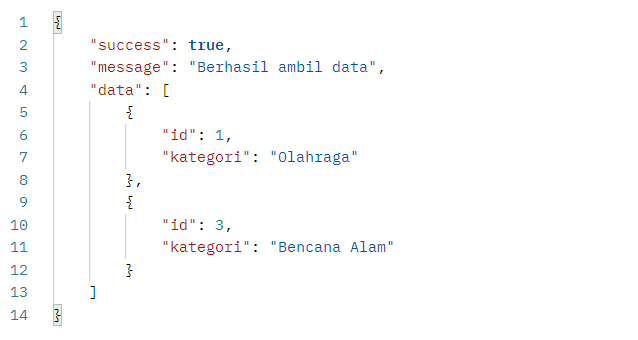 1 {
2 "success": true,
3 "message": "Berhasil ambil data",
4 "data": [
5 {
6 "id": 1,
7 "kategori": "Olahraga"
8 },
9 {
10 "id": 3,
11 "kategori": "Bencana Alam"
12 }
13 ]
14 }